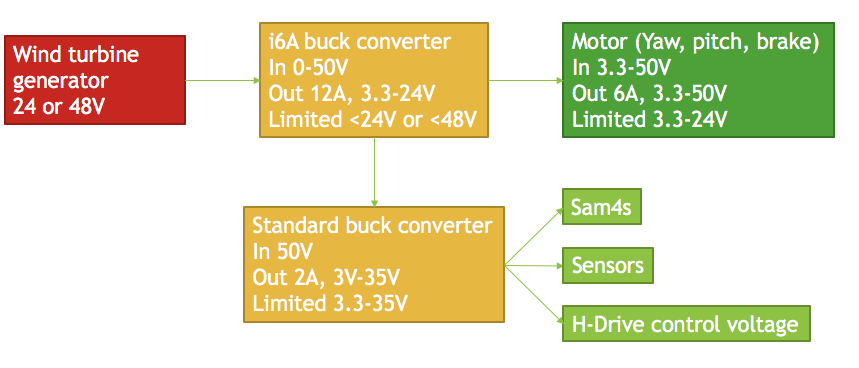 Wind turbine
generator
24 or 48V
i6A buck converter
In 0-50V
Out 12A, 3.3-24V
Limited <24V or <48V
Motor (Yaw, pitch, brake)
In 3.3-50V
Out 6A, 3.3-50V
Limited 3.3-24V
Standard buck converter
In 50V
Out 2A, 3V-35V
Limited 3.3-35V
Sam4s
Sensors
H-Drive control voltage